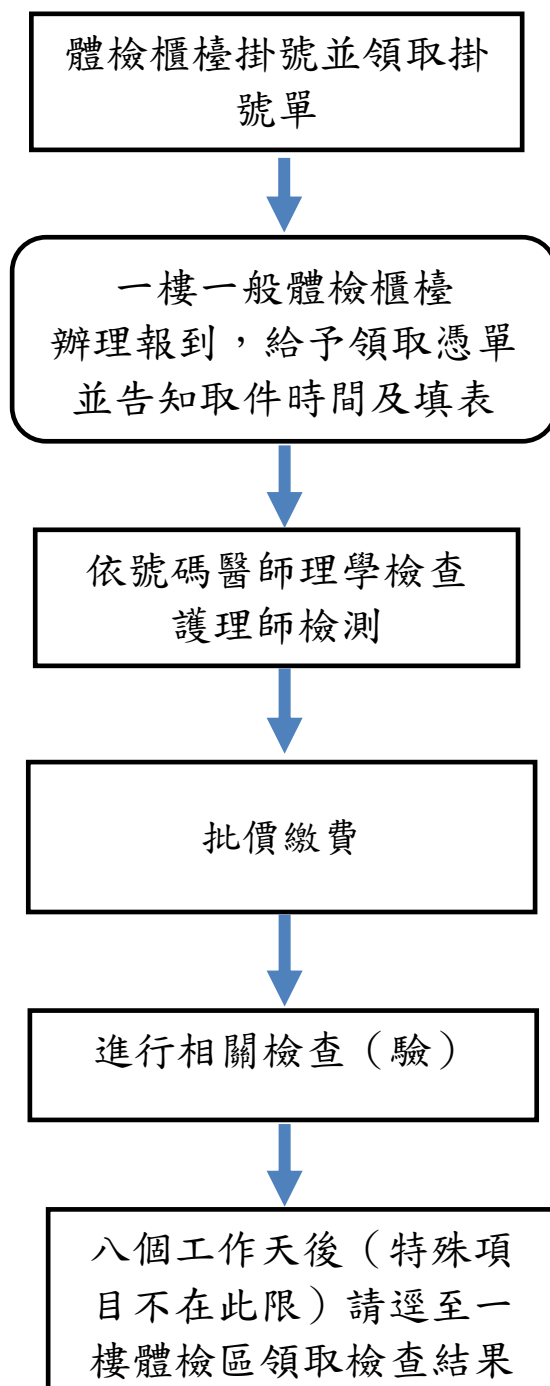 體檢櫃檯掛號並領取掛
號單
一樓一般體檢櫃檯
辦理報到，給予領取憑單
並告知取件時間及填表
依號碼醫師理學檢查
護理師檢測
批價繳費
進行相關檢查（驗）
八個工作天後（特殊項
目不在此限）請逕至一
樓體檢區領取檢查結果